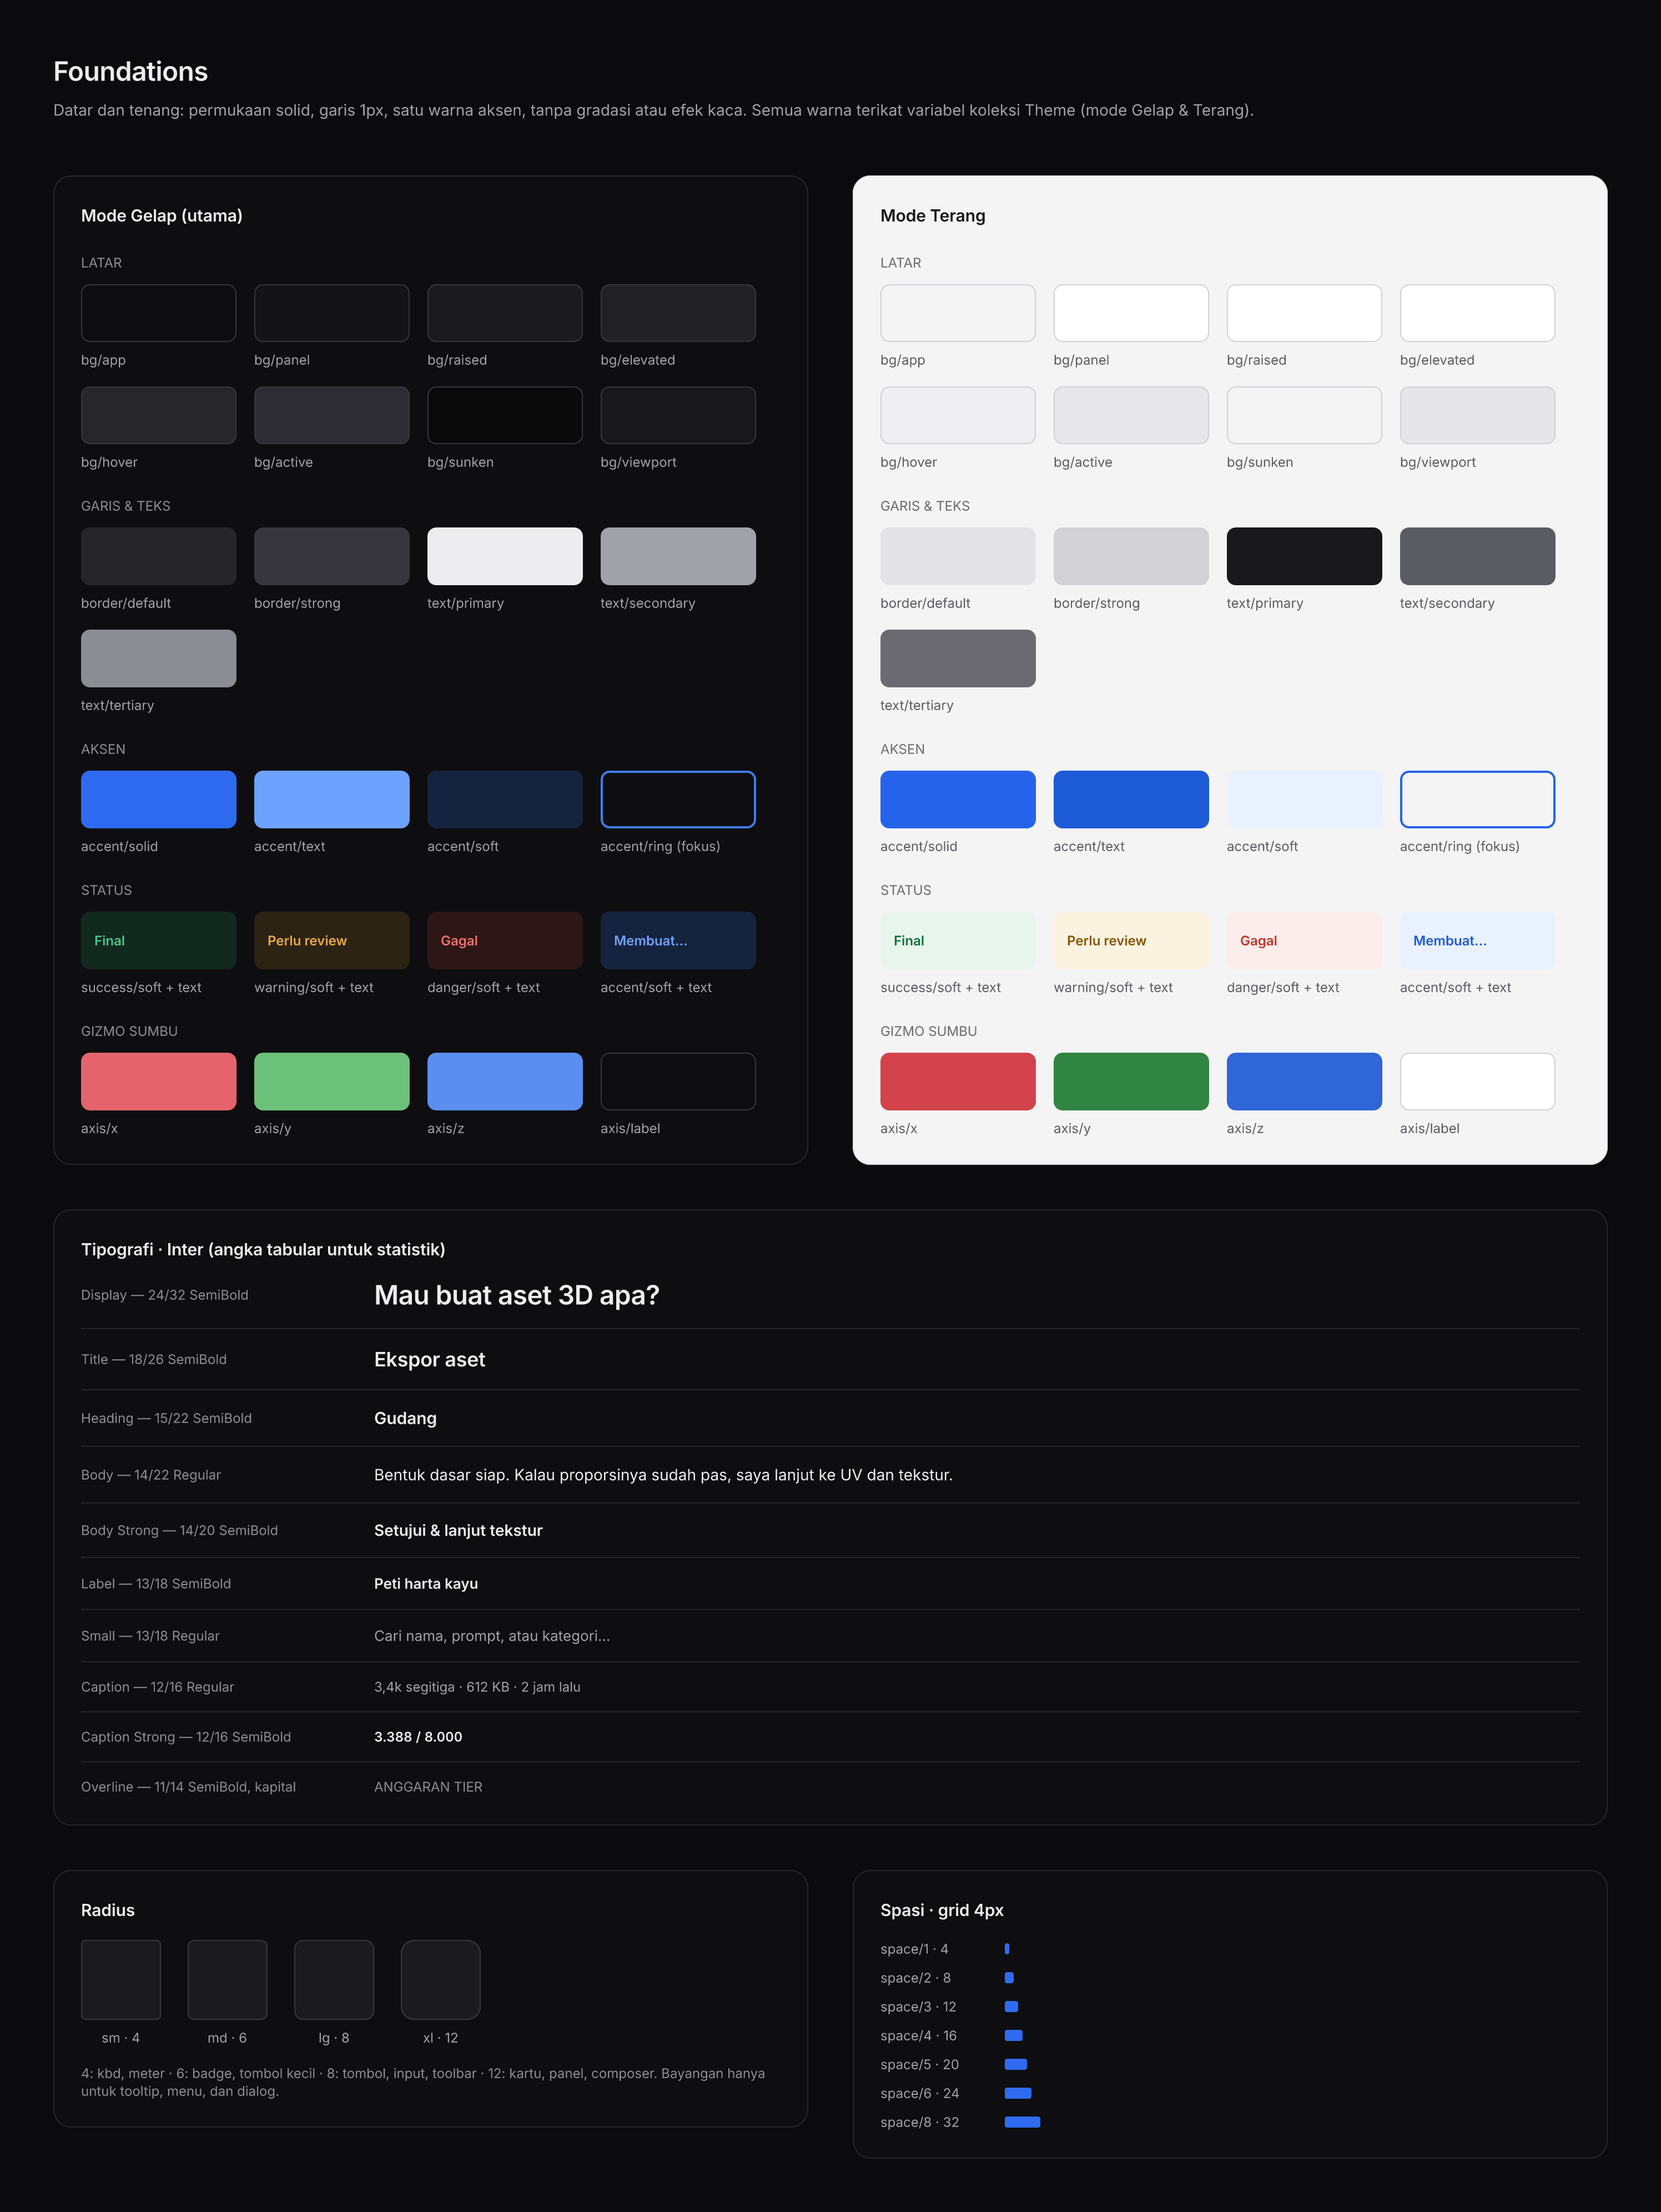 Foundations
Datar dan tenang: permukaan solid, garis 1px, satu warna aksen, tanpa gradasi atau efek kaca. Semua warna terikat variabel koleksi Theme (mode Gelap & Terang).
Mode Gelap (utama)
LATAR
bg/app bg/panel bg/raised bg/elevated
bg/hover bg/active bg/sunken bg/viewport
GARIS & TEKS
border/default border/strong text/primary text/secondary
text/tertiary
AKSEN
accent/solid accent/text accent/soft accent/ring (fokus)
STATUS
Final Perlu review Gagal Membuat...
success/soft + text warning/soft + text danger/soft + text accent/soft + text
GIZMO SUMBU
axis/x axis/y axis/z axis/label
Mode Terang
LATAR
bg/app bg/panel bg/raised bg/elevated
bg/hover bg/active bg/sunken bg/viewport
GARIS & TEKS
border/default border/strong text/primary text/secondary
text/tertiary
AKSEN
accent/solid accent/text accent/soft accent/ring (fokus)
STATUS
Final Perlu review Gagal Membuat...
success/soft + text warning/soft + text danger/soft + text accent/soft + text
GIZMO SUMBU
axis/x axis/y axis/z axis/label
Tipografi · Inter (angka tabular untuk statistik)
Display — 24/32 SemiBold Mau buat aset 3D apa?
Title — 18/26 SemiBold Ekspor aset
Heading — 15/22 SemiBold Gudang
Body — 14/22 Regular Bentuk dasar siap. Kalau proporsinya sudah pas, saya lanjut ke UV dan tekstur.
Body Strong — 14/20 SemiBold Setujui & lanjut tekstur
Label — 13/18 SemiBold Peti harta kayu
Small — 13/18 Regular Cari nama, prompt, atau kategori...
Caption — 12/16 Regular 3,4k segitiga · 612 KB · 2 jam lalu
Caption Strong — 12/16 SemiBold 3.388 / 8.000
Overline — 11/14 SemiBold, kapital ANGGARAN TIER
Radius
sm · 4 md · 6 lg · 8 xl · 12
4: kbd, meter · 6: badge, tombol kecil · 8: tombol, input, toolbar · 12: kartu, panel, composer. Bayangan hanya
untuk tooltip, menu, dan dialog.
Spasi · grid 4px
space/1 · 4
space/2 · 8
space/3 · 12
space/4 · 16
space/5 · 20
space/6 · 24
space/8 · 32